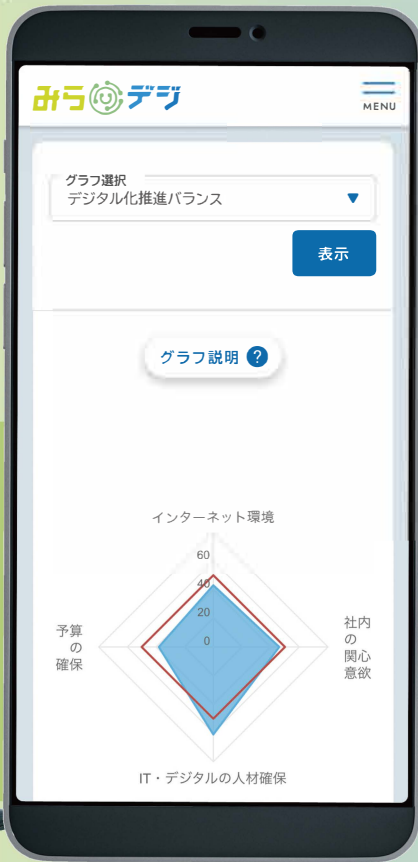 みらデジ
MENU
グラフ選択
デジタル化推進バランス
表示
グラフ説明 ?
インターネット環境
60
40
20
0
予算
の
確保
社内
の
関心
意欲
IT・デジタルの人材確保